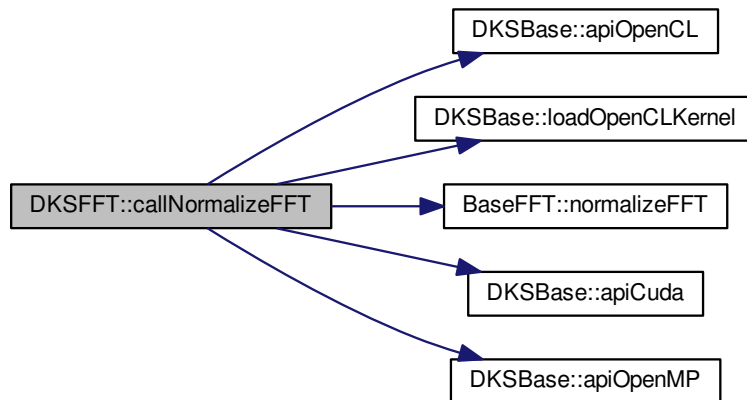 DKSBase::apiOpenCL
DKSBase::loadOpenCLKernel
DKSFFT::callNormalizeFFT
BaseFFT::normalizeFFT
DKSBase::apiCuda
DKSBase::apiOpenMP